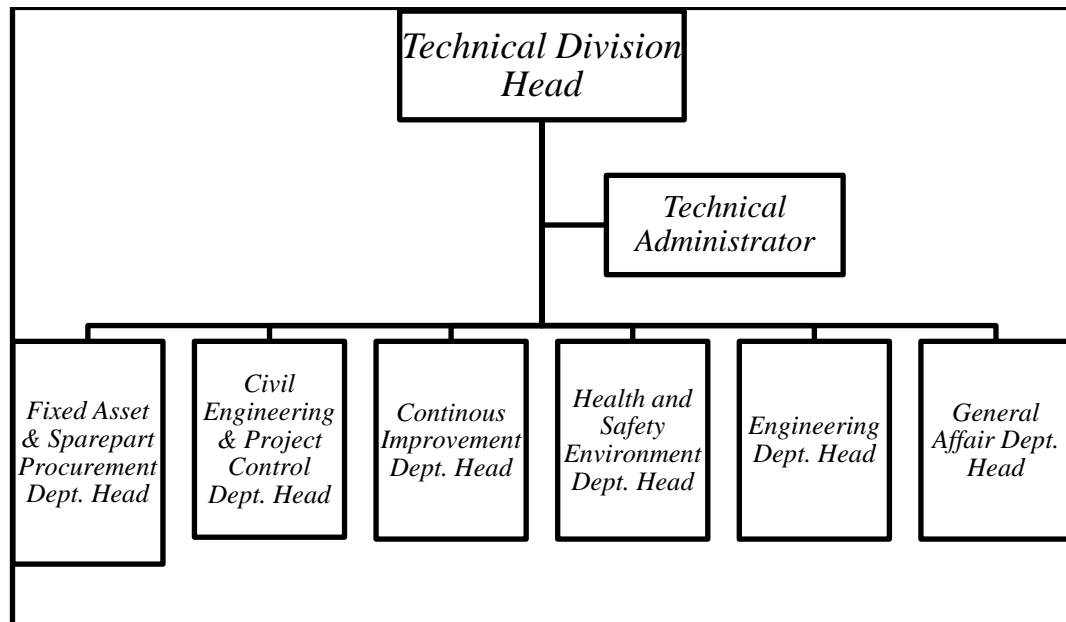 Technical Division
Head
Technical
Administrator
Fixed Asset
& Sparepart
Procurement
Dept. Head
Civil
Engineering
& Project
Control
Dept. Head
Continous
Improvement
Dept. Head
Health and
Safety
Environment
Dept. Head
Engineering
Dept. Head
General
Affair Dept.
Head